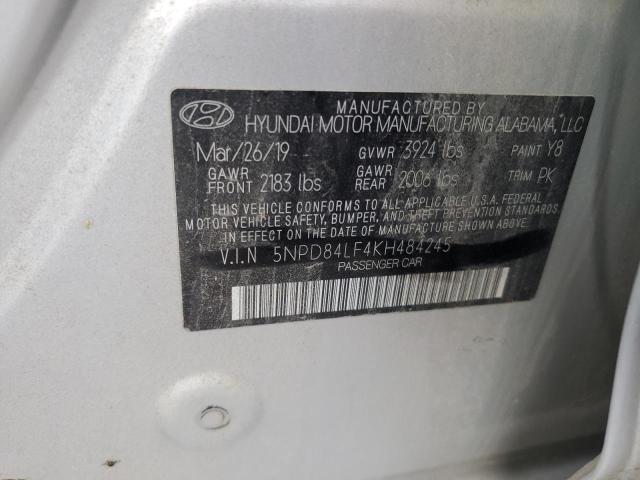 MANUFACTURED BY
HYUNDAI MOTOR MANUFACTURING ALABAMA, LLC
Mar/26/19 GVWR 3924 lbs PAINT Y8
GAWR FRONT 2183 lbs GAWR REAR 2006 lbs TRIM PK
THIS VEHICLE CONFORMS TO ALL APPLICABLE U.S.A. FEDERAL
MOTOR VEHICLE SAFETY, BUMPER, AND THEFT PREVENTION
STANDARDS IN EFFECT ON THE DATE OF MANUFACTURE SHOWN ABOVE.
V.I.N 5NPD84LF4KH484245
PASSENGER CAR